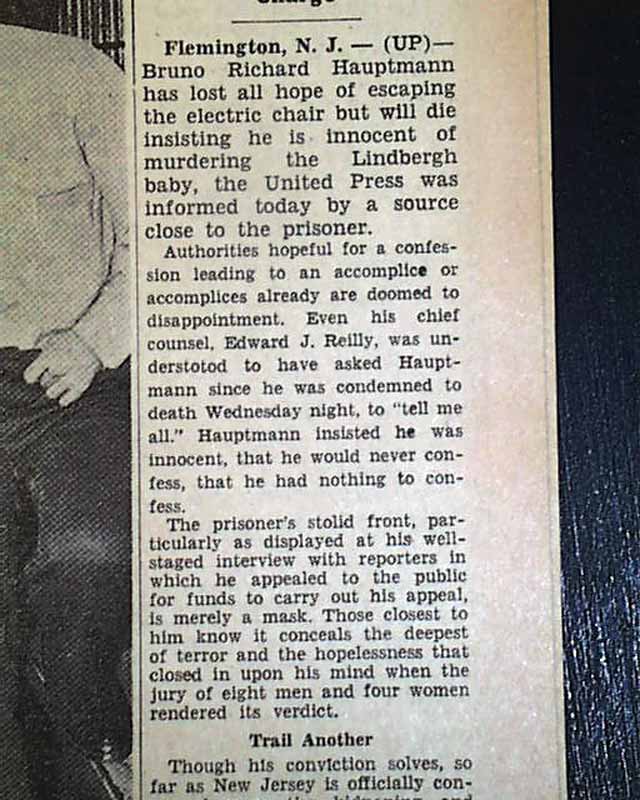 Flemington, N. J. — (UP)—
Bruno Richard Hauptmann
has lost all hope of escaping
the electric chair but will die
insisting he is innocent of
murdering the Lindbergh
baby, the United Press was
informed today by a source
close to the prisoner.
Authorities hopeful for a confes-
sion leading to an accomplice or
accomplices already are doomed to
disappointment. Even his chief
counsel, Edward J. Reilly, was un-
derstotod to have asked Haupt-
mann since he was condemned to
death Wednesday night, to “tell me
all.” Hauptmann insisted he was
innocent, that he would never con-
fess, that he had nothing to con-
fess.
The prisoner's stolid front, par-
ticularly as displayed at his well-
staged interview with reporters in
which he appealed to the public
for funds to carry out his appeal,
is merely a mask. Those closest to
him know it conceals the deepest
of terror and the hopelessness that
closed in upon his mind when the
jury of eight men and four women
rendered its verdict.
Trail Another
Though his conviction solves, so
far as New Jersey is officially con-